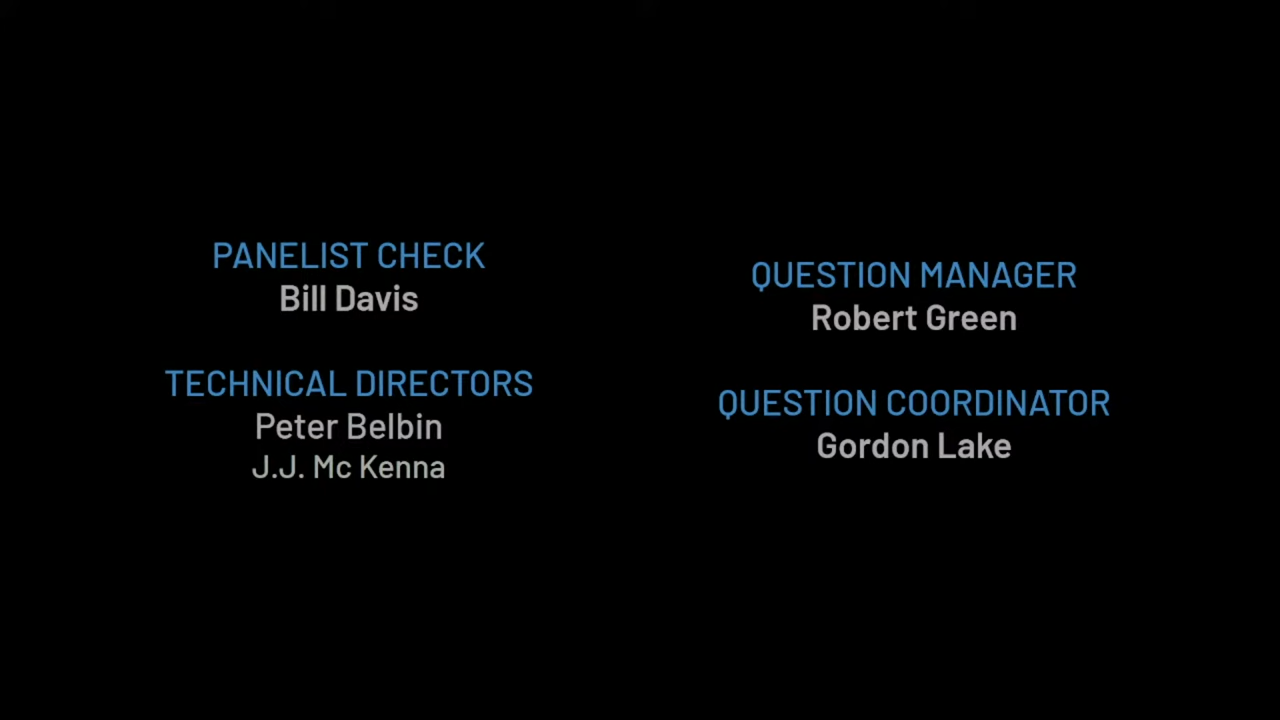 PANELIST CHECK
Bill Davis
TECHNICAL DIRECTORS
Peter Belbin
J.J. Mc Kenna
QUESTION MANAGER
Robert Green
QUESTION COORDINATOR
Gordon Lake